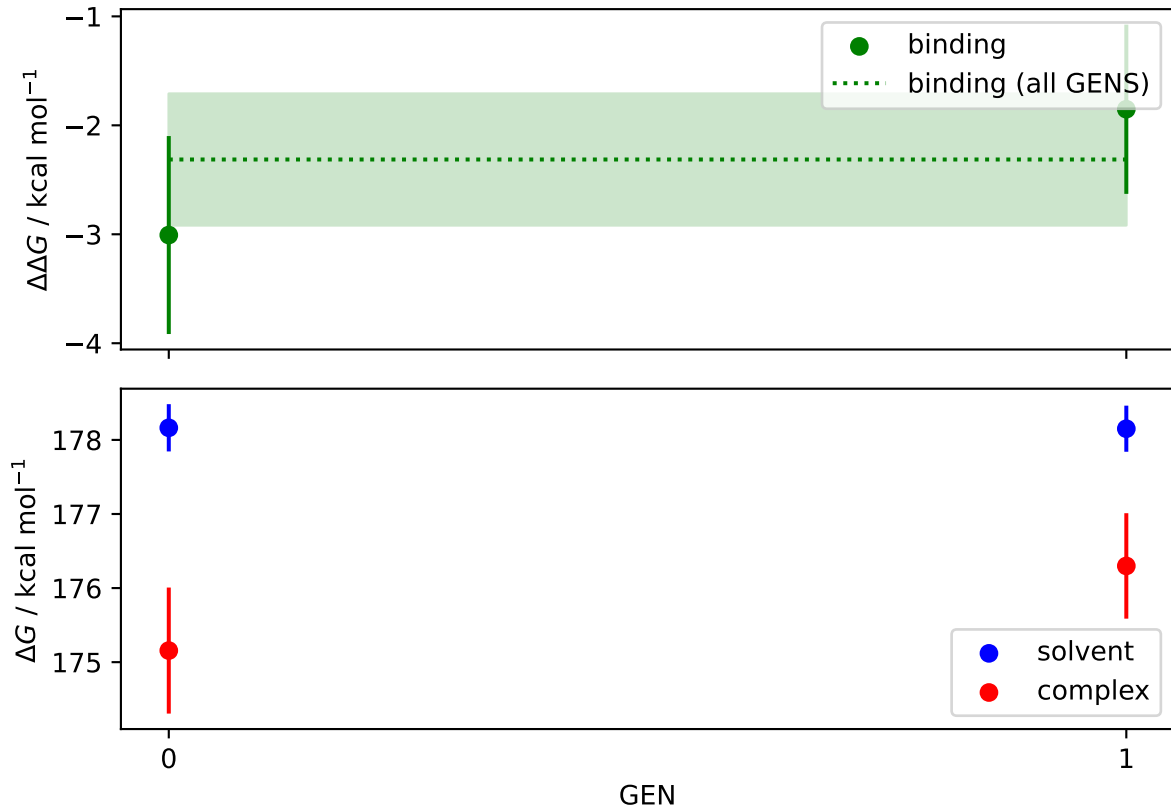 −1
−2
−3
−4
ΔΔG / kcal mol⁻¹
binding
binding (all GENS)
178
177
176
175
ΔG / kcal mol⁻¹
solvent
complex
0 1
GEN